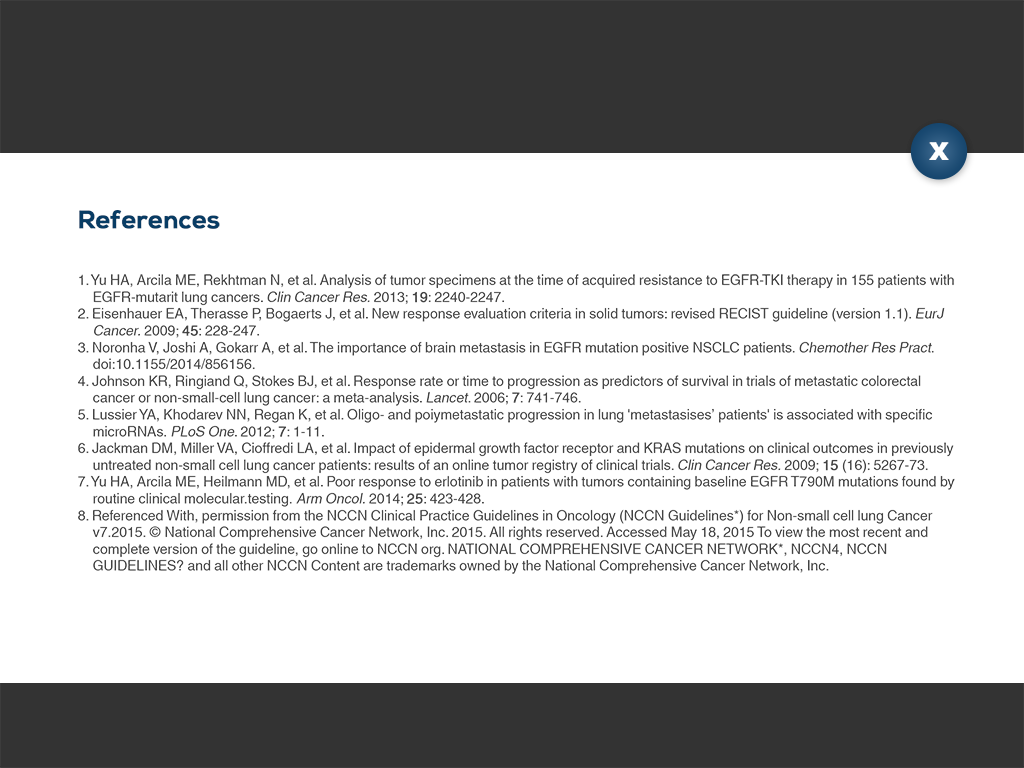 X
References
1. Yu HA, Arcila ME, Rekhtman N, et al. Analysis of tumor specimens at the time of acquired resistance to EGFR-TKI therapy in 155 patients with
EGFR-mutarit lung cancers. Clin Cancer Res. 2013; 19: 2240-2247.
2. Eisenhauer EA, Therasse P, Bogaerts J, et al. New response evaluation criteria in solid tumors: revised RECIST guideline (version 1.1). EurJ
Cancer. 2009; 45: 228-247.
3. Noronha V, Joshi A, Gokarr A, et al. The importance of brain metastasis in EGFR mutation positive NSCLC patients. Chemother Res Pract.
doi:10.1155/2014/856156.
4. Johnson KR, Ringiand Q, Stokes BJ, et al. Response rate or time to progression as predictors of survival in trials of metastatic colorectal
cancer or non-small-cell lung cancer: a meta-analysis. Lancet. 2006; 7: 741-746.
5. Lussier YA, Khodarev NN, Regan K, et al. Oligo- and poiymetastatic progression in lung 'metastasises’ patients' is associated with specific
microRNAs. PLoS One. 2012; 7: 1-11.
6. Jackman DM, Miller VA, Cioffredi LA, et al. Impact of epidermal growth factor receptor and KRAS mutations on clinical outcomes in previously
untreated non-small cell lung cancer patients: results of an online tumor registry of clinical trials. Clin Cancer Res. 2009; 15 (16): 5267-73.
7. Yu HA, Arcila ME, Heilmann MD, et al. Poor response to erlotinib in patients with tumors containing baseline EGFR T790M mutations found by
routine clinical molecular.testing. Arm Oncol. 2014; 25: 423-428.
8. Referenced With, permission from the NCCN Clinical Practice Guidelines in Oncology (NCCN Guidelines*) for Non-small cell lung Cancer
v7.2015. © National Comprehensive Cancer Network, Inc. 2015. All rights reserved. Accessed May 18, 2015 To view the most recent and
complete version of the guideline, go online to NCCN org. NATIONAL COMPREHENSIVE CANCER NETWORK*, NCCN4, NCCN
GUIDELINES? and all other NCCN Content are trademarks owned by the National Comprehensive Cancer Network, Inc.